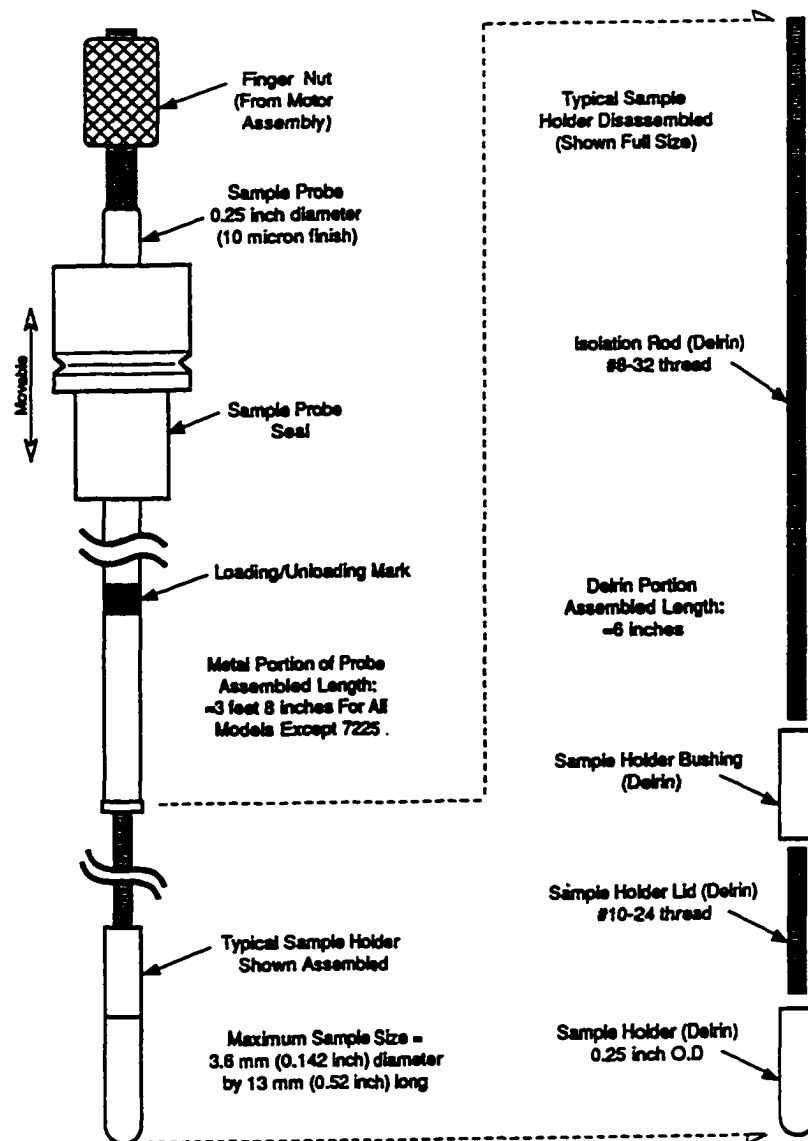 Finger Nut
(From Motor
Assembly)
Sample Probe
0.25 inch diameter
(10 micron finish)
Movable
Sample Probe
Seal
Loading/Unloading Mark
Metal Portion of Probe
Assembled Length:
≈3 feet 8 inches For All
Models Except 7225 .
Typical Sample Holder
Shown Assembled
Maximum Sample Size =
3.6 mm (0.142 inch) diameter
by 13 mm (0.52 inch) long
Typical Sample
Holder Disassembled
(Shown Full Size)
Isolation Rod (Delrin)
#8-32 thread
Delrin Portion
Assembled Length:
≈6 inches
Sample Holder Bushing
(Delrin)
Sample Holder Lid (Delrin)
#10-24 thread
Sample Holder (Delrin)
0.25 inch O.D